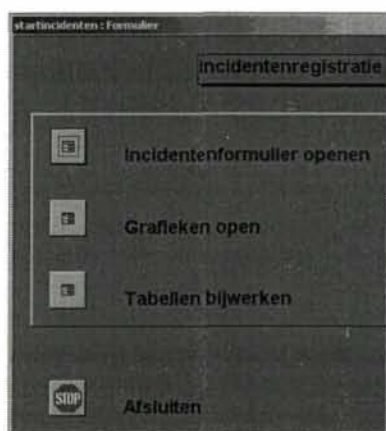 startincidenten : Formulier
incidentenregistratie
Incidentenformulier openen
Grafieken open
Tabellen bijwerken
STOP
Afsluiten